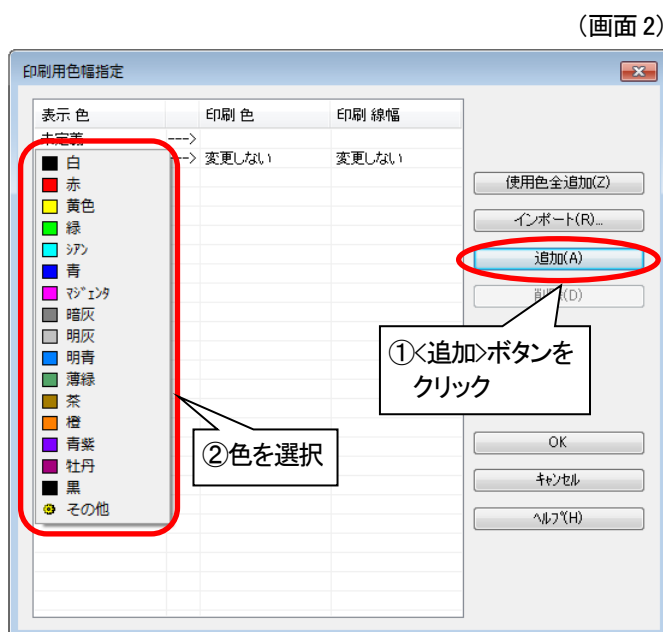 （画面 2）
印刷用色幅指定
表示 色 印刷 色 印刷 線幅
未定義 --->
---> 変更しない 変更しない
白
赤
黄色
緑
ｼｱﾝ
青
ﾏｼﾞｪﾝﾀ
暗灰
明灰
明青
薄緑
茶
橙
青紫
牡丹
黒
その他
使用色全追加(Z)
インポート(R)...
追加(A)
(D)
①<追加>ボタンを
クリック
②色を選択
OK
ｷｬﾝｾﾙ
ﾍﾙﾌﾟ(H)